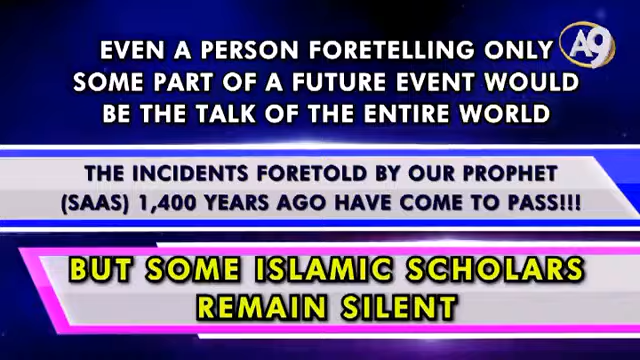 A9
EVEN A PERSON FORETELLING ONLY
SOME PART OF A FUTURE EVENT WOULD
BE THE TALK OF THE ENTIRE WORLD
THE INCIDENTS FORETOLD BY OUR PROPHET
(SAAS) 1,400 YEARS AGO HAVE COME TO PASS!!!
BUT SOME ISLAMIC SCHOLARS
REMAIN SILENT